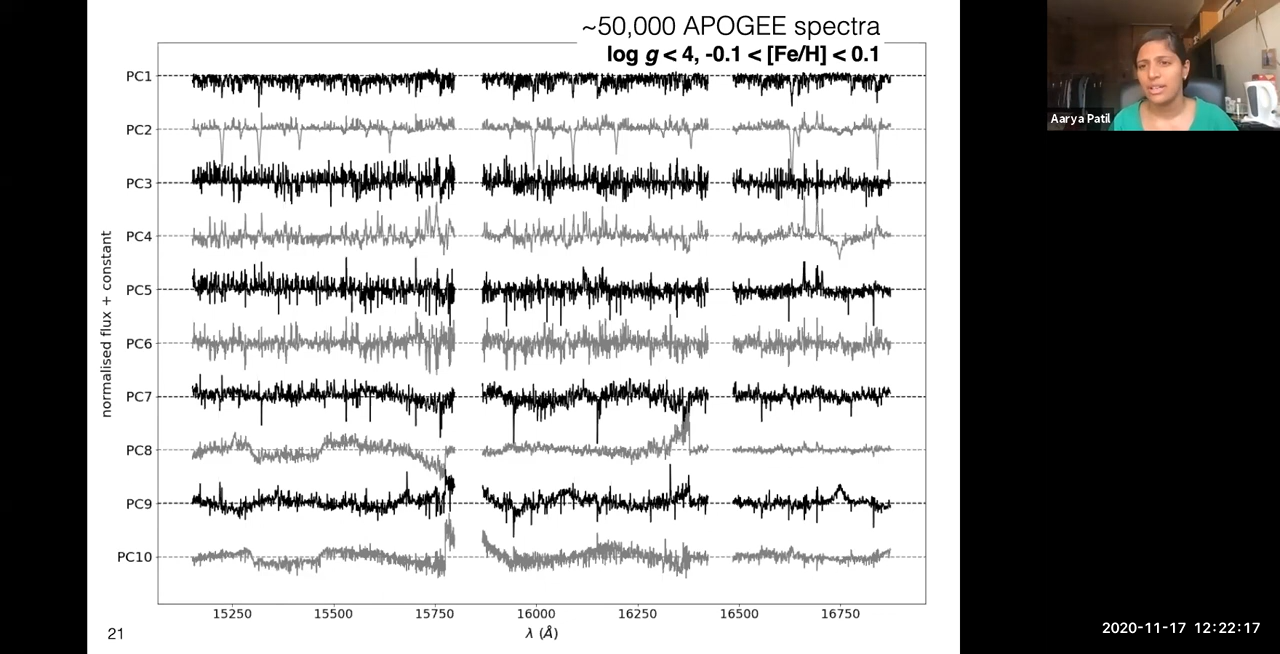 ~50,000 APOGEE spectra
log g < 4, -0.1 < [Fe/H] < 0.1
PC1
PC2
PC3
PC4
PC5
PC6
PC7
PC8
PC9
PC10
normalised flux + constant
15250 15500 15750 16000 16250 16500 16750
λ (Å)
21
Aarya Patil
2020-11-17 12:22:17